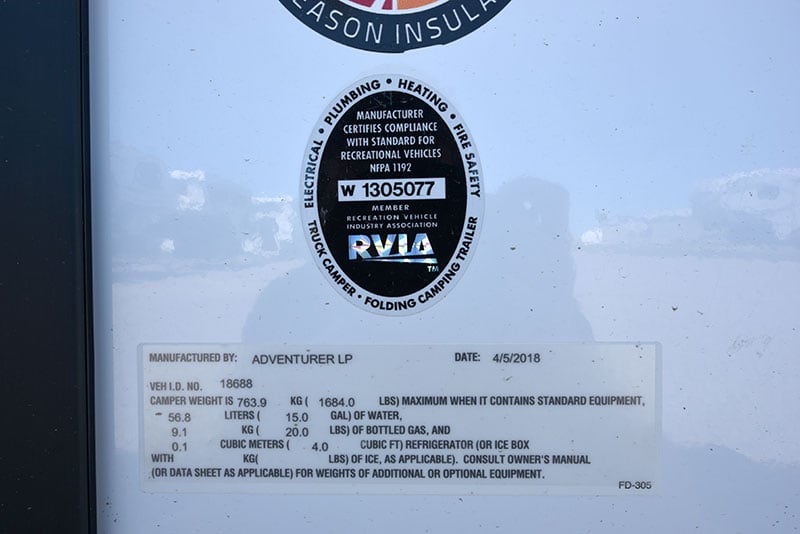 EASON INSULA
ELECTRICAL • PLUMBING • HEATING • FIRE SAFETY
MANUFACTURER
CERTIFIES COMPLIANCE
WITH STANDARD FOR
RECREATIONAL VEHICLES
NFPA 1192
W 1305077
MEMBER
RECREATION VEHICLE
INDUSTRY ASSOCIATION
RVIA
TM
TRUCK CAMPER • FOLDING CAMPING TRAILER
MANUFACTURED BY: ADVENTURER LP DATE: 4/5/2018
VEH I.D. NO. 18688
CAMPER WEIGHT IS 763.9 KG ( 1684.0 LBS) MAXIMUM WHEN IT CONTAINS STANDARD EQUIPMENT,
56.8 LITERS ( 15.0 GAL) OF WATER,
9.1 KG ( 20.0 LBS) OF BOTTLED GAS, AND
0.1 CUBIC METERS ( 4.0 CUBIC FT) REFRIGERATOR (OR ICE BOX
WITH KG( LBS) OF ICE, AS APPLICABLE). CONSULT OWNER'S MANUAL
(OR DATA SHEET AS APPLICABLE) FOR WEIGHTS OF ADDITIONAL OR OPTIONAL EQUIPMENT.
FD-305